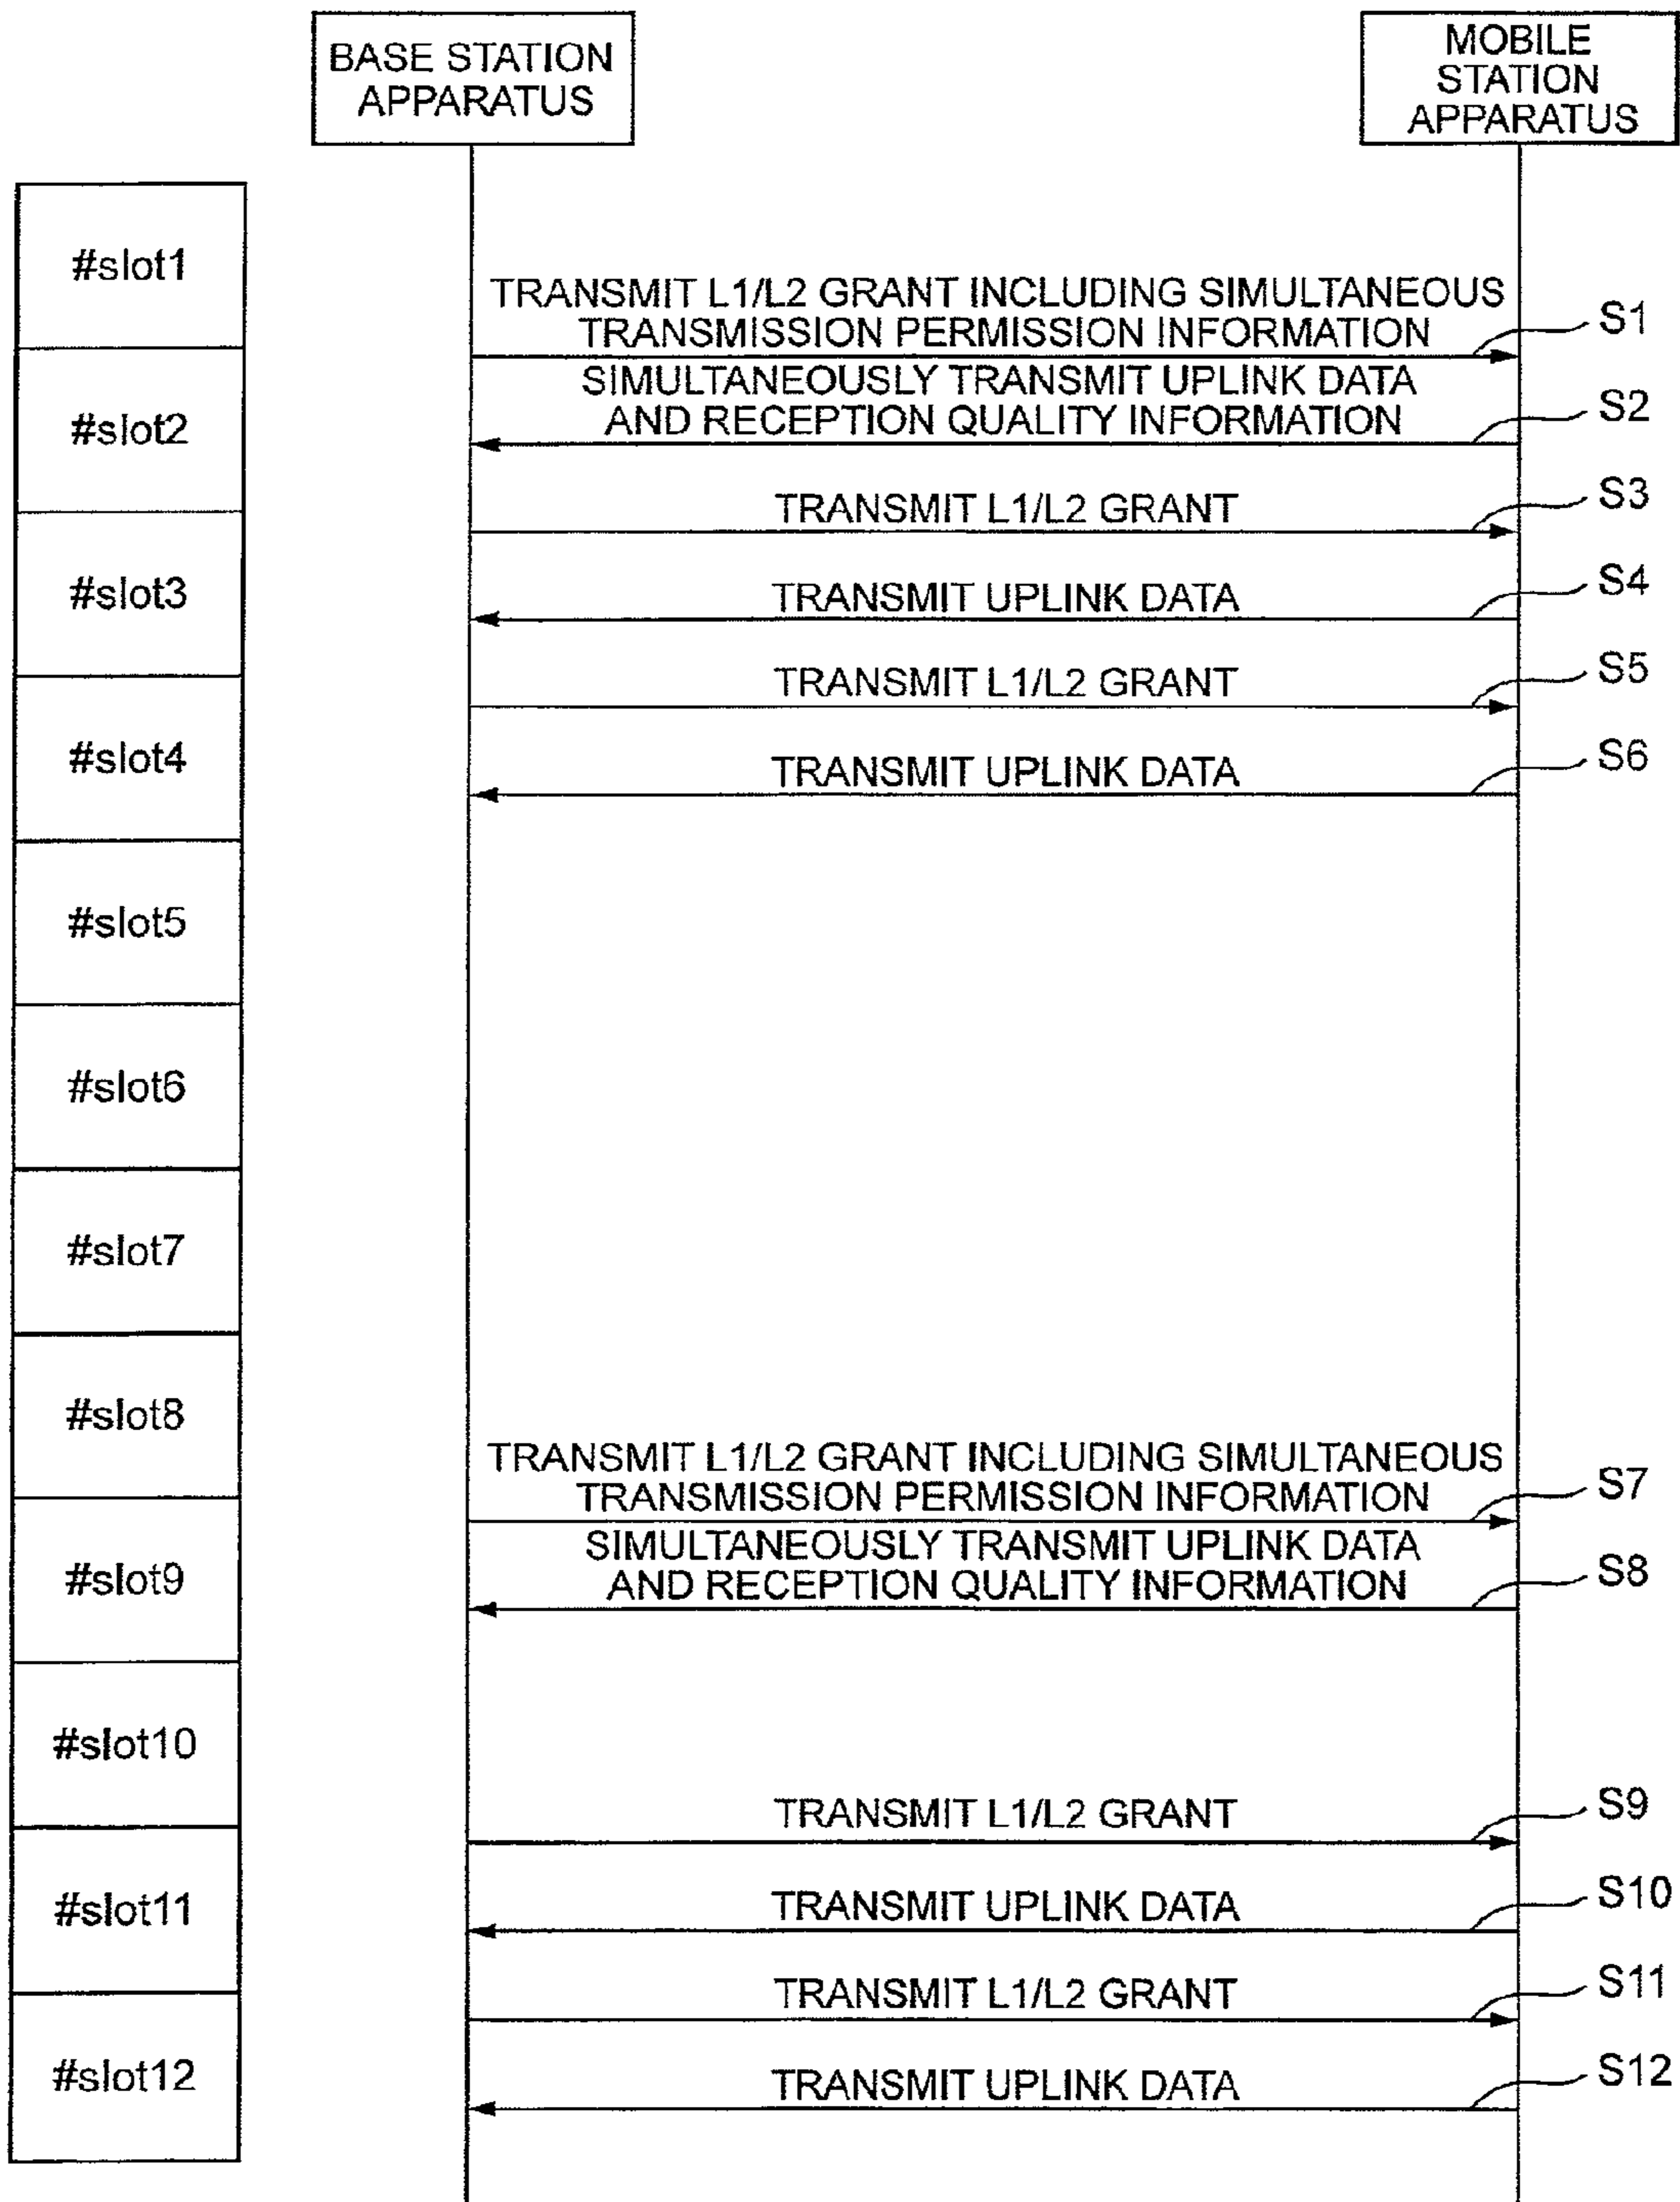 BASE STATION
APPARATUS
MOBILE
STATION
APPARATUS
#slot1
TRANSMIT L1/L2 GRANT INCLUDING SIMULTANEOUS
TRANSMISSION PERMISSION INFORMATION
S1
#slot2
SIMULTANEOUSLY TRANSMIT UPLINK DATA
AND RECEPTION QUALITY INFORMATION
S2
TRANSMIT L1/L2 GRANT
S3
#slot3
TRANSMIT UPLINK DATA
S4
TRANSMIT L1/L2 GRANT
S5
#slot4
TRANSMIT UPLINK DATA
S6
#slot5
#slot6
#slot7
#slot8
TRANSMIT L1/L2 GRANT INCLUDING SIMULTANEOUS
TRANSMISSION PERMISSION INFORMATION
S7
#slot9
SIMULTANEOUSLY TRANSMIT UPLINK DATA
AND RECEPTION QUALITY INFORMATION
S8
#slot10
TRANSMIT L1/L2 GRANT
S9
#slot11
TRANSMIT UPLINK DATA
S10
TRANSMIT L1/L2 GRANT
S11
#slot12
TRANSMIT UPLINK DATA
S12